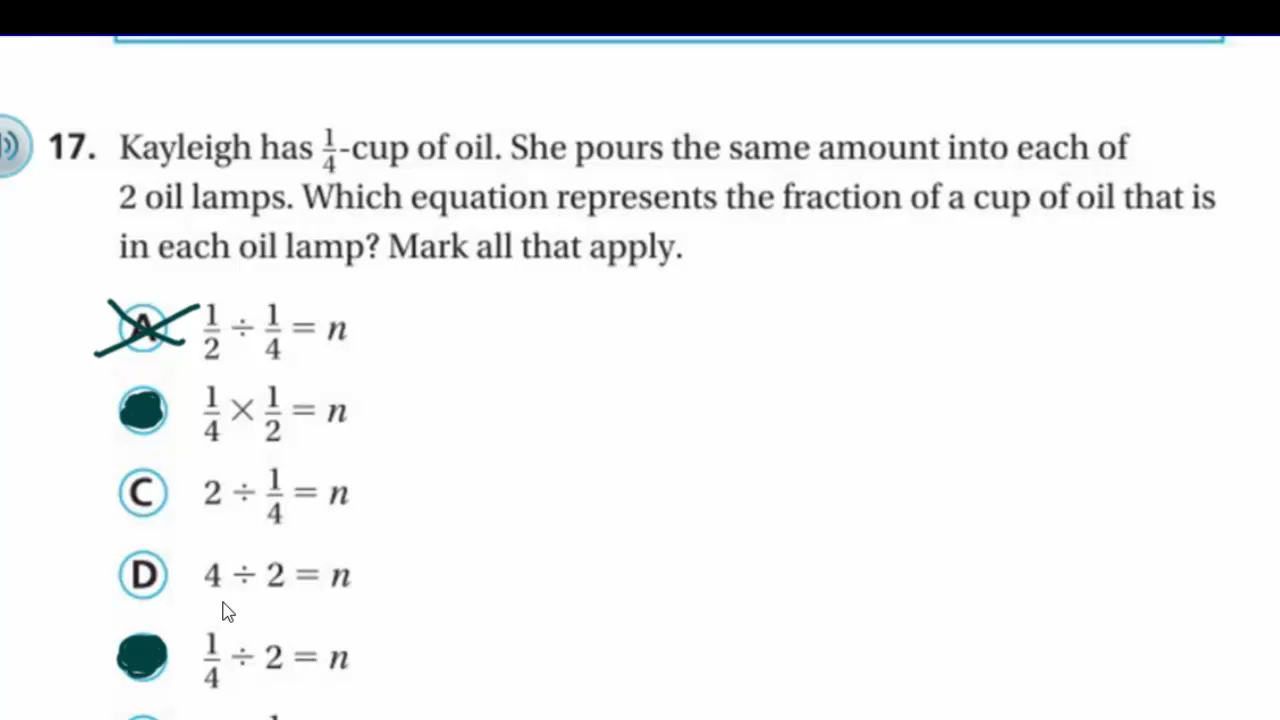 17. Kayleigh has 1/4-cup of oil. She pours the same amount into each of
2 oil lamps. Which equation represents the fraction of a cup of oil that is
in each oil lamp? Mark all that apply.
A 1/2 ÷ 1/4 = n
1/4 × 1/2 = n
C 2 ÷ 1/4 = n
D 4 ÷ 2 = n
1/4 ÷ 2 = n